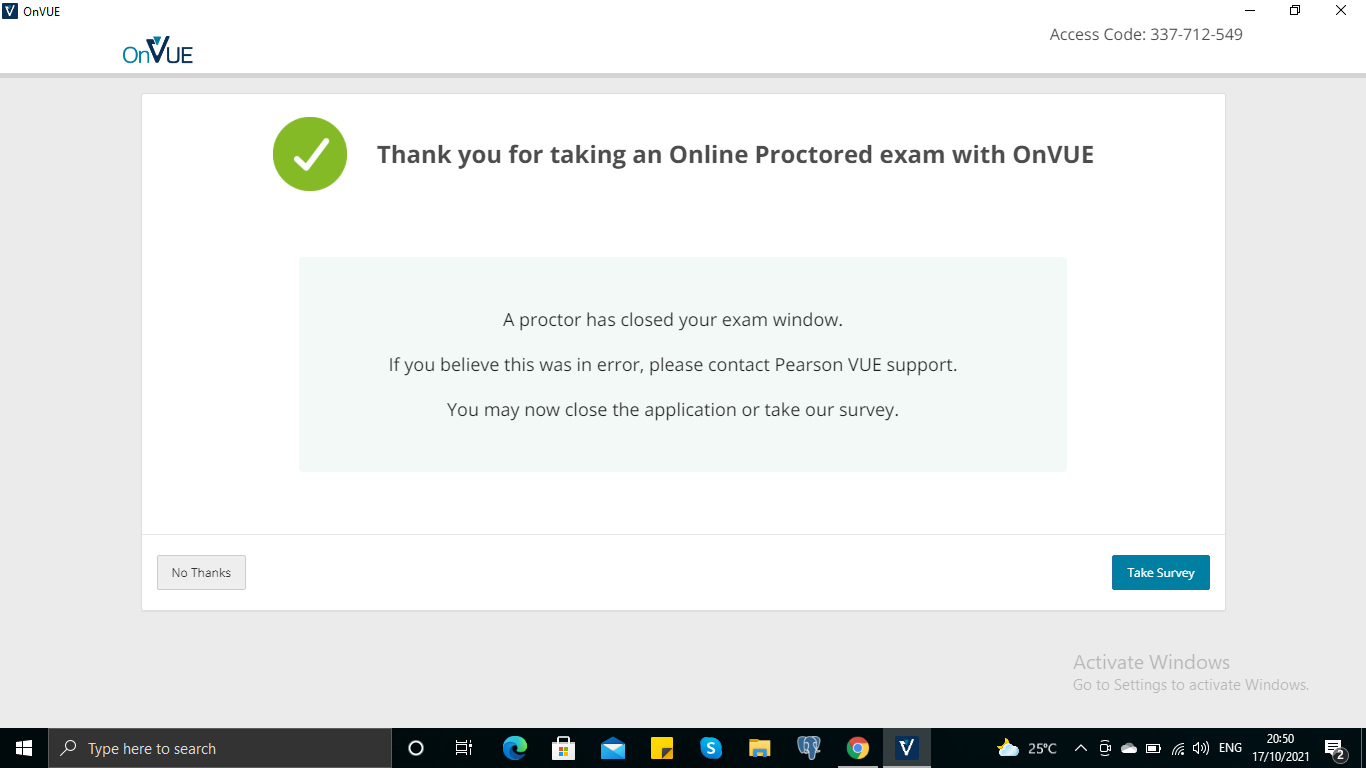 OnVUE
Access Code: 337-712-549
OnVUE
Thank you for taking an Online Proctored exam with OnVUE
A proctor has closed your exam window.
If you believe this was in error, please contact Pearson VUE support.
You may now close the application or take our survey.
No Thanks
Take Survey
Activate Windows
Go to Settings to activate Windows.
Type here to search
25°C
ENG
20:50
17/10/2021
2